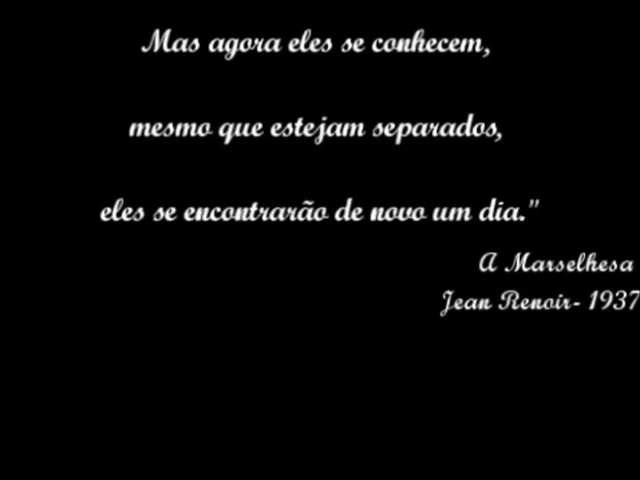 Mas agora eles se conhecem,
mesmo que estejam separados,
eles se encontrarão de novo um dia."
A Marselhesa
Jean Renoir- 1937